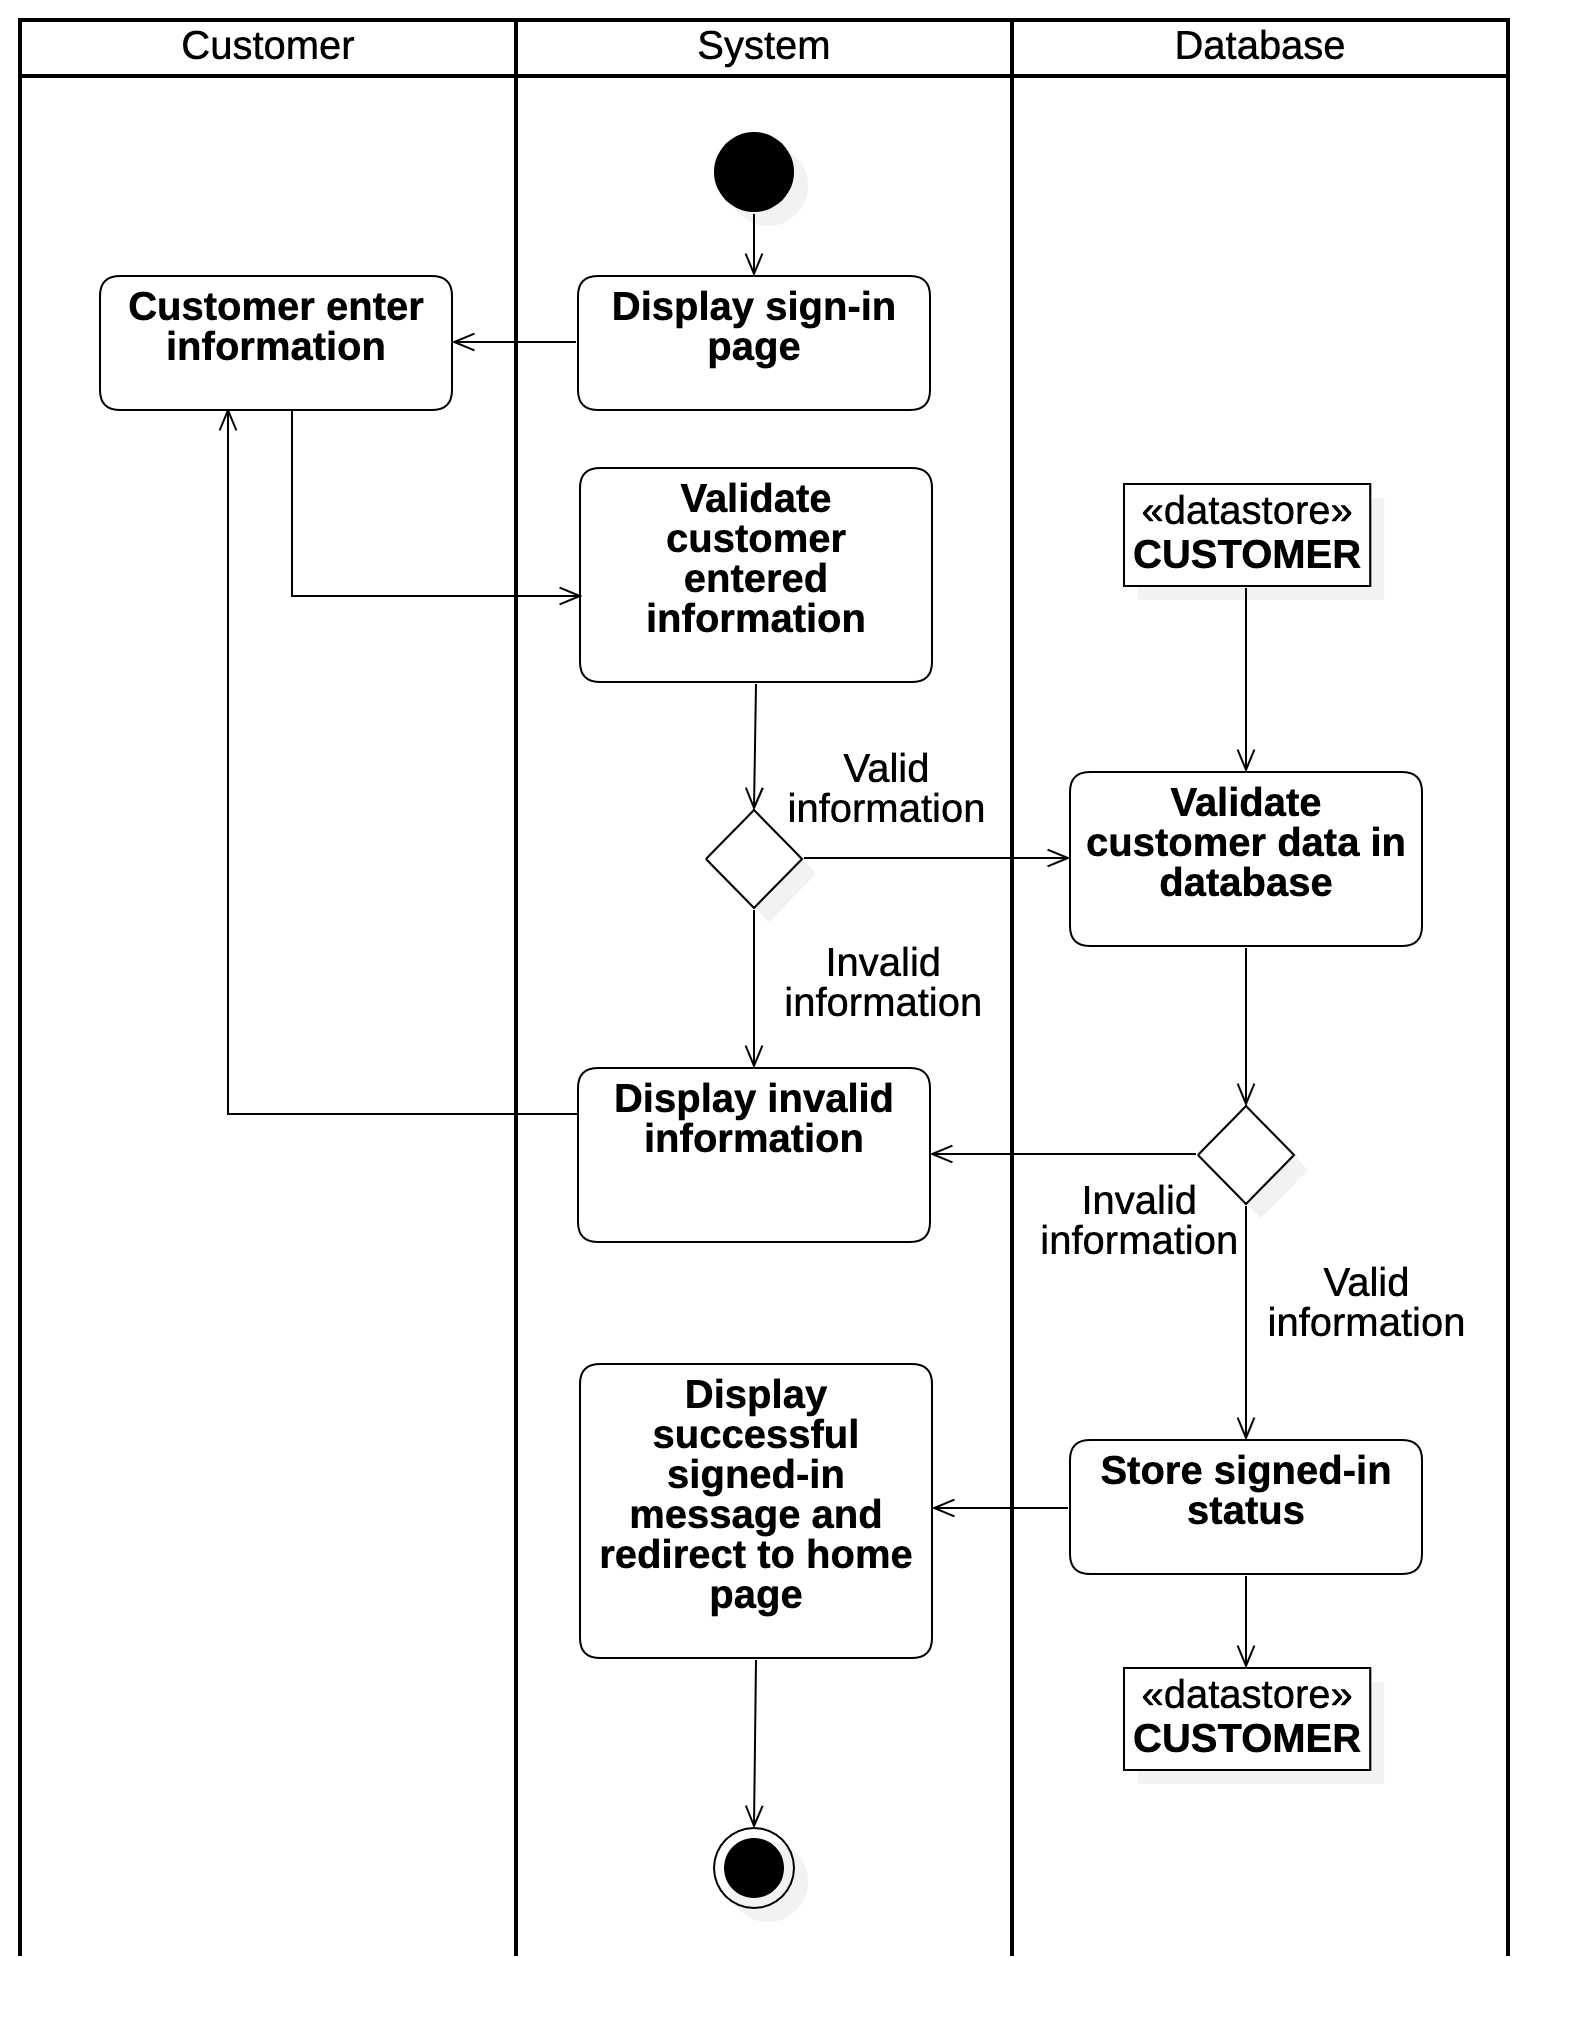 Customer
System
Database
Customer enter
information
Display sign-in
page
Validate
customer
entered
information
«datastore»
CUSTOMER
Valid
information
Validate
customer data in
database
Invalid
information
Display invalid
information
Invalid
information
Valid
information
Display
successful
signed-in
message and
redirect to home
page
Store signed-in
status
«datastore»
CUSTOMER